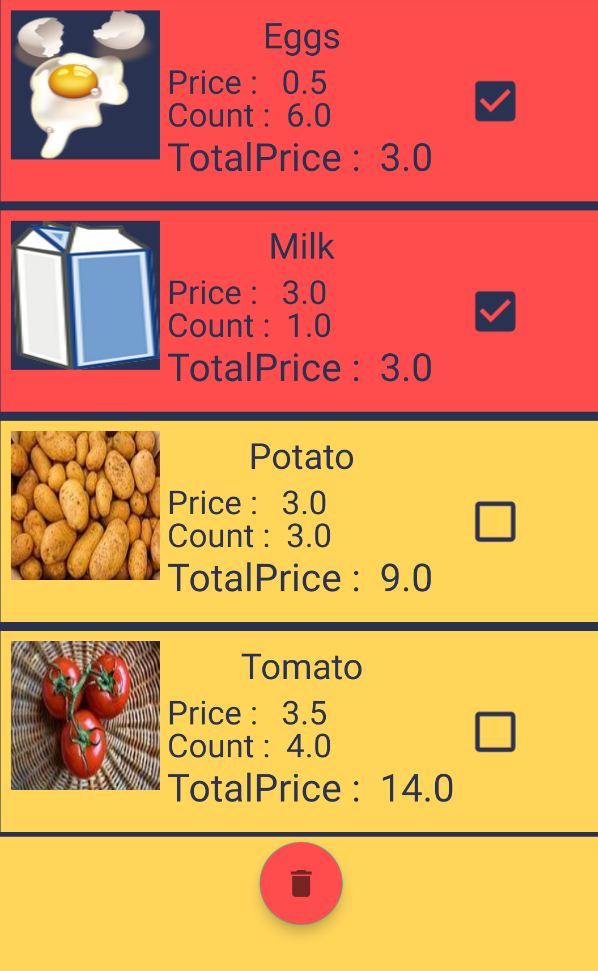 Eggs
Price : 0.5
Count : 6.0
TotalPrice : 3.0
Milk
Price : 3.0
Count : 1.0
TotalPrice : 3.0
Potato
Price : 3.0
Count : 3.0
TotalPrice : 9.0
Tomato
Price : 3.5
Count : 4.0
TotalPrice : 14.0